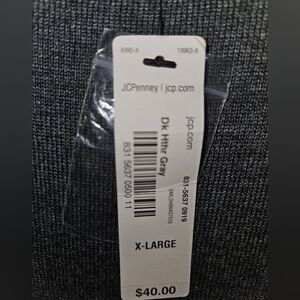 4990-A 19963-8
JCPenney | jcp.com
jcp.com
Dk Hthr Gray
831 5637 0500 11
831-5637 0919
X-LARGE
$40.00